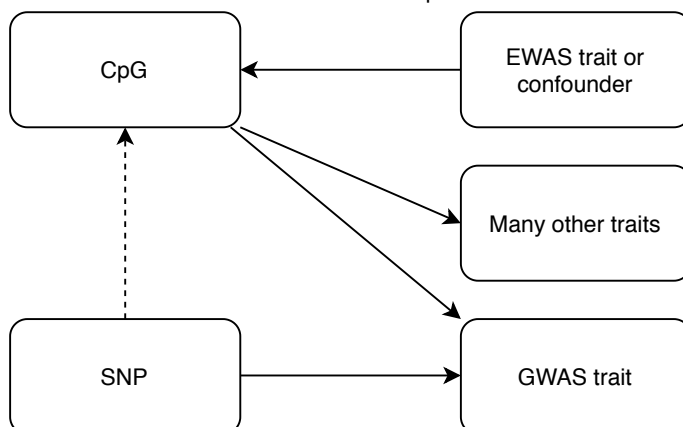 CpG
EWAS trait or
confounder
Many other traits
SNP
GWAS trait